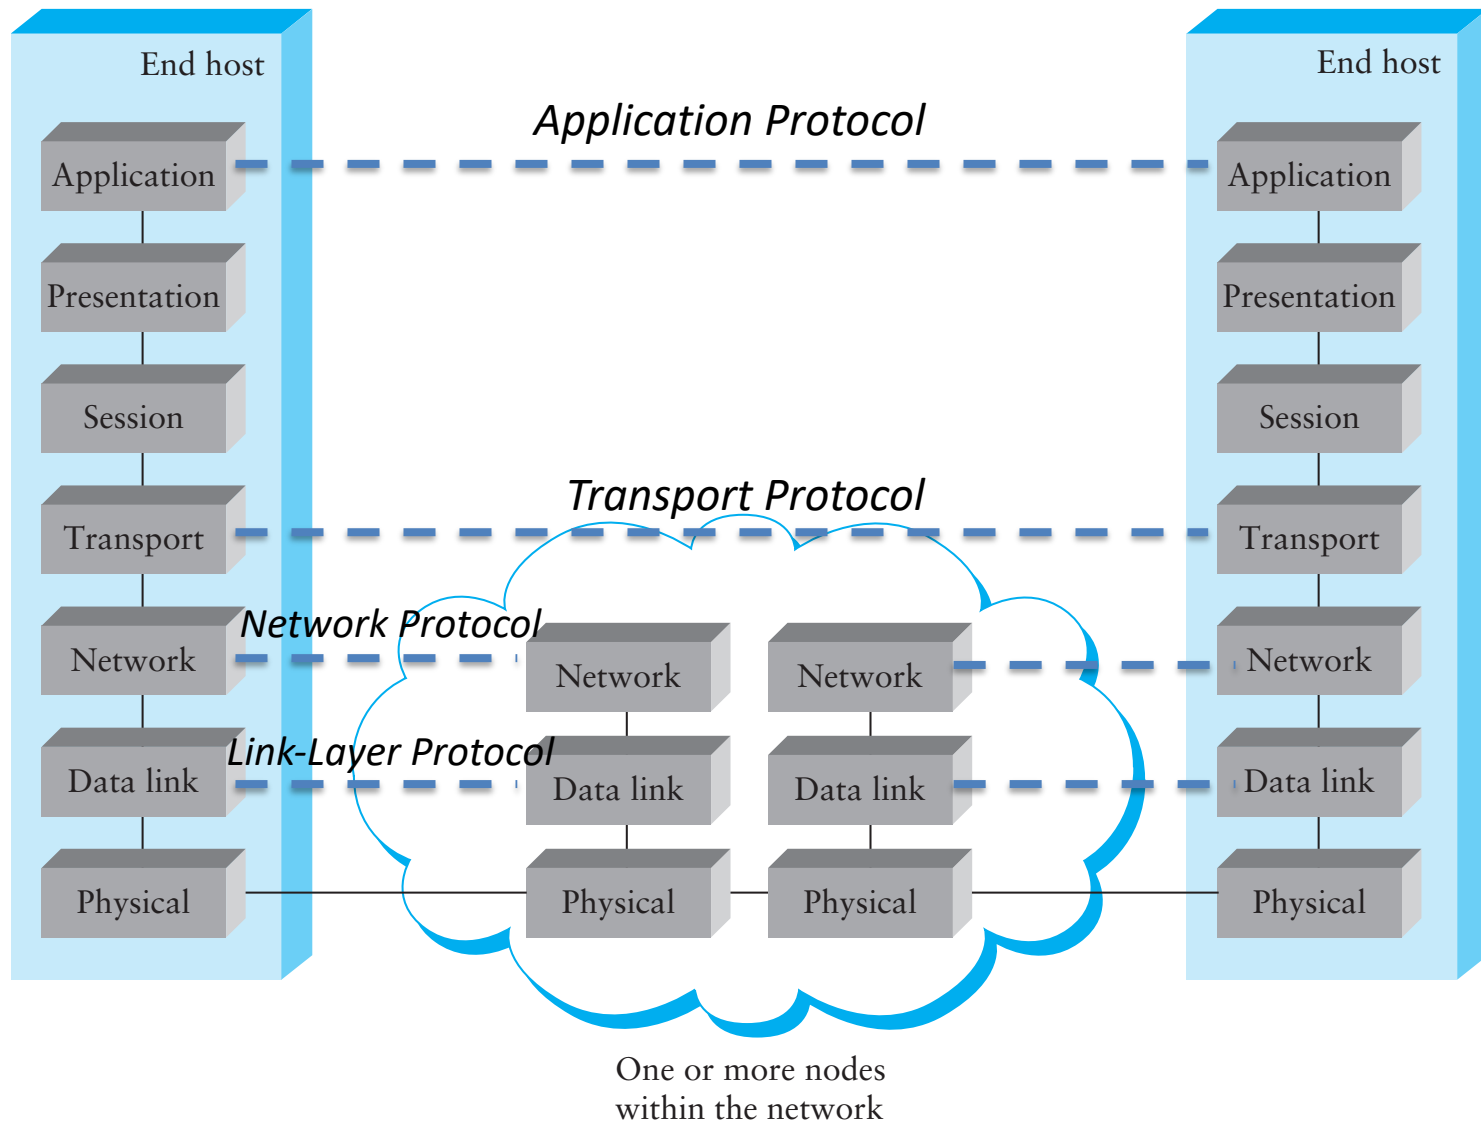 End host
End host
Application Protocol
Application
Application
Presentation
Presentation
Session
Session
Transport Protocol
Transport
Transport
Network Protocol
Network
Network
Network
Network
Link-Layer Protocol
Data link
Data link
Data link
Data link
Physical
Physical
Physical
Physical
One or more nodes
within the network